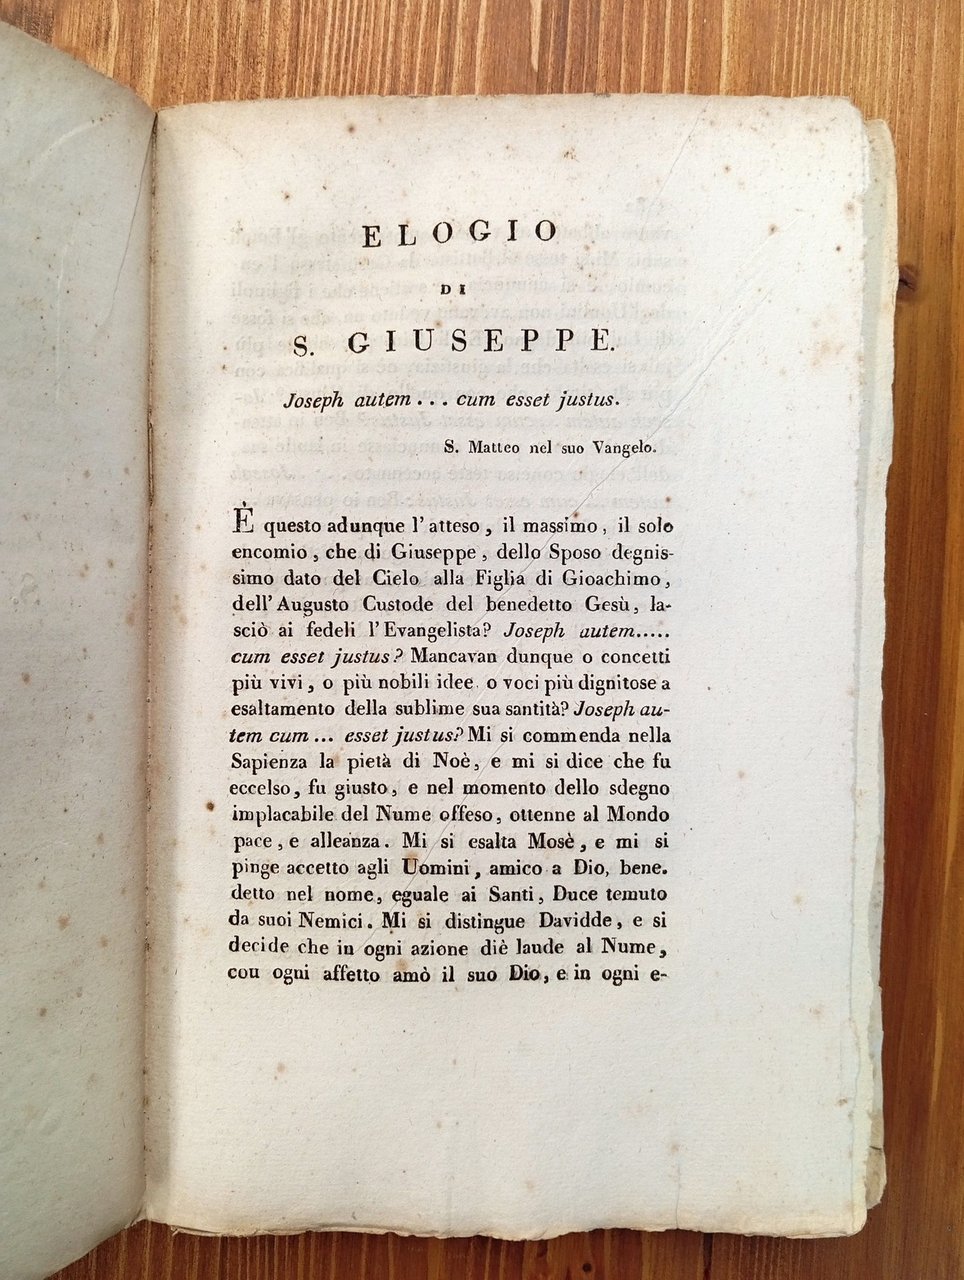 ELOGIO
DI
S. GIUSEPPE.
Joseph autem . . . cum esset justus.
S. Matteo nel suo Vangelo.
È questo adunque l'atteso, il massimo, il solo
encomio, che di Giuseppe, dello Sposo degnis-
simo dato del Cielo alla Figlia di Gioachimo,
dell'Augusto Custode del benedetto Gesù, la-
sciò ai fedeli l'Evangelista? Joseph autem.....
cum esset justus? Mancavan dunque o concetti
più vivi, o più nobili idee o voci più dignitose a
esaltamento della sublime sua santità? Joseph au-
tem cum ... esset justus? Mi si commenda nella
Sapienza la pietà di Noè, e mi si dice che fu
eccelso, fu giusto, e nel momento dello sdegno
implacabile del Nume offeso, ottenne al Mondo
pace, e alleanza. Mi si esalta Mosè, e mi si
pinge accetto agli Uomini, amico a Dio, bene.
detto nel nome, eguale ai Santi, Duce temuto
da suoi Nemici. Mi si distingue Davidde, e si
decide che in ogni azione diè laude al Nume,
con ogni affetto amò il suo Dio, e in ogni e-